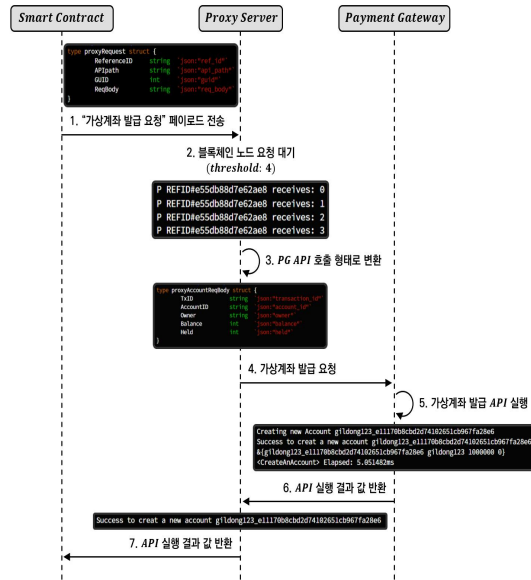 Smart Contract
Proxy Server
Payment Gateway
type proxyRequest struct {
ReferenceID string `json:"ref_id"`
APIpath string `json:"api_path"`
GUID int `json:"guid"`
ReqBody string `json:"req_body"`
}
1. “가상계좌 발급 요청” 페이로드 전송
2. 블록체인 노드 요청 대기
(threshold: 4)
P REFID#e55db88d7e62ae8 receives: 0
P REFID#e55db88d7e62ae8 receives: 1
P REFID#e55db88d7e62ae8 receives: 2
P REFID#e55db88d7e62ae8 receives: 3
3. PG API 호출 형태로 변환
type proxyAccountReqBody struct {
TxID string `json:"transaction_id"`
AccountID string `json:"account_id"`
Owner string `json:"owner"`
Balance int `json:"balance"`
Held int `json:"held"`
}
4. 가상계좌 발급 요청
5. 가상계좌 발급 API 실행
Creating new Account gildong123_e11170b8cbd2d74102651cb967fa28e6
Success to creat a new account gildong123_e11170b8cbd2d74102651cb967fa28e6
&{gildong123_e11170b8cbd2d74102651cb967fa28e6 gildong123 1000000 0}
<CreateAnAccount> Elapsed: 5.051482ms
6. API 실행 결과 값 반환
Success to creat a new account gildong123_e11170b8cbd2d74102651cb967fa28e6
7. API 실행 결과 값 반환